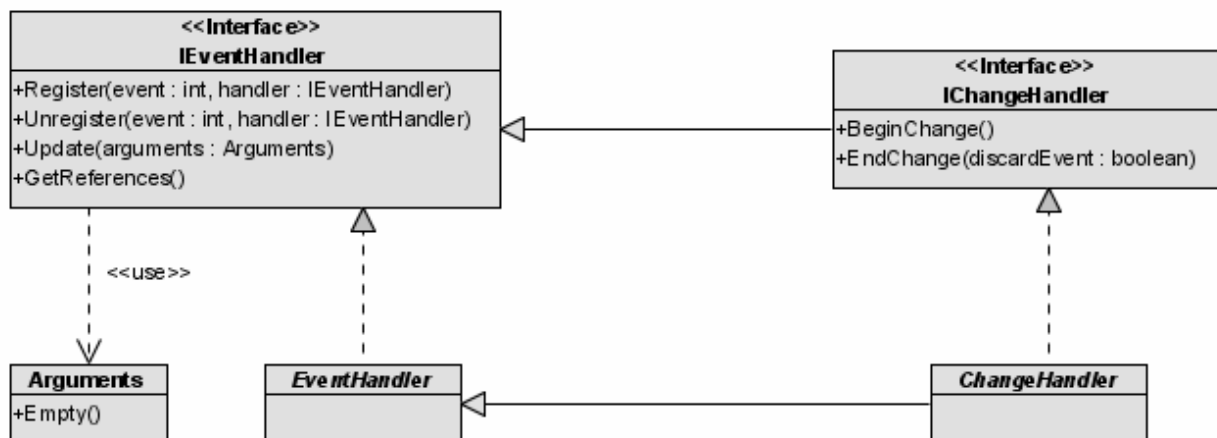 <<Interface>>
IEventHandler
+Register(event : int, handler : IEventHandler)
+Unregister(event : int, handler : IEventHandler)
+Update(arguments : Arguments)
+GetReferences()
<<Interface>>
IChangeHandler
+BeginChange()
+EndChange(discardEvent : boolean)
<<use>>
Arguments
+Empty()
EventHandler
ChangeHandler